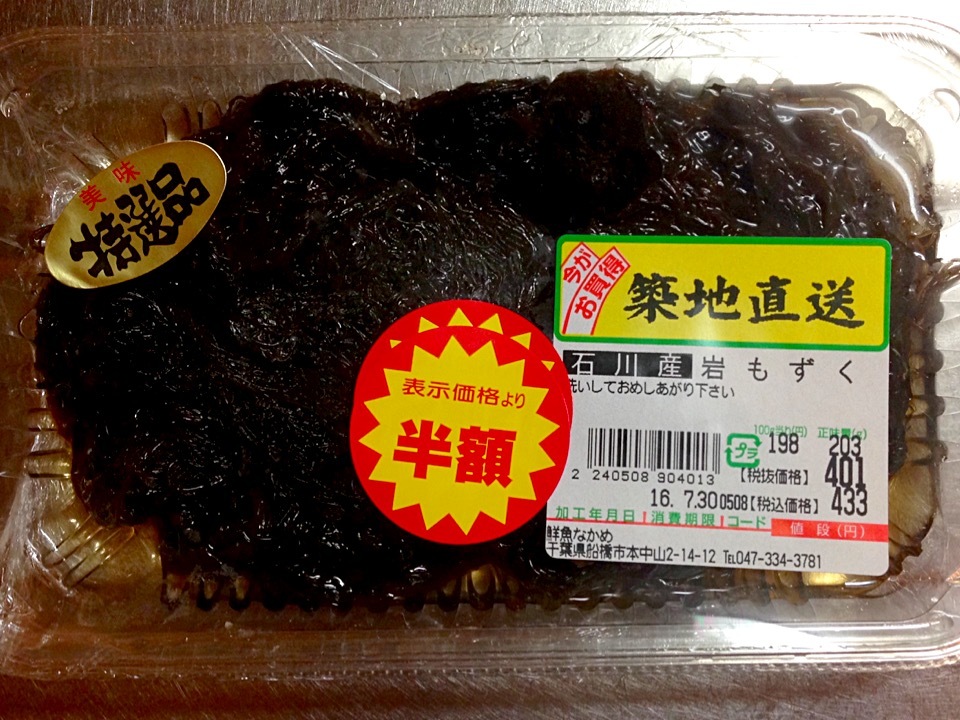 美味
品選定
今が
お買得
築地直送
石川産岩もずく
洗いしておめしあがり下さい
100g当り(円) 正味量(g)
プラ 198 203
【税抜価格】 401
2 240508 904013
16.7.30 0508【税込価格】 433
加工年月日 消費期限 コード 値段(円)
鮮魚なかめ
千葉県船橋市本中山2-14-12 TEL047-334-3781
表示価格より
半額